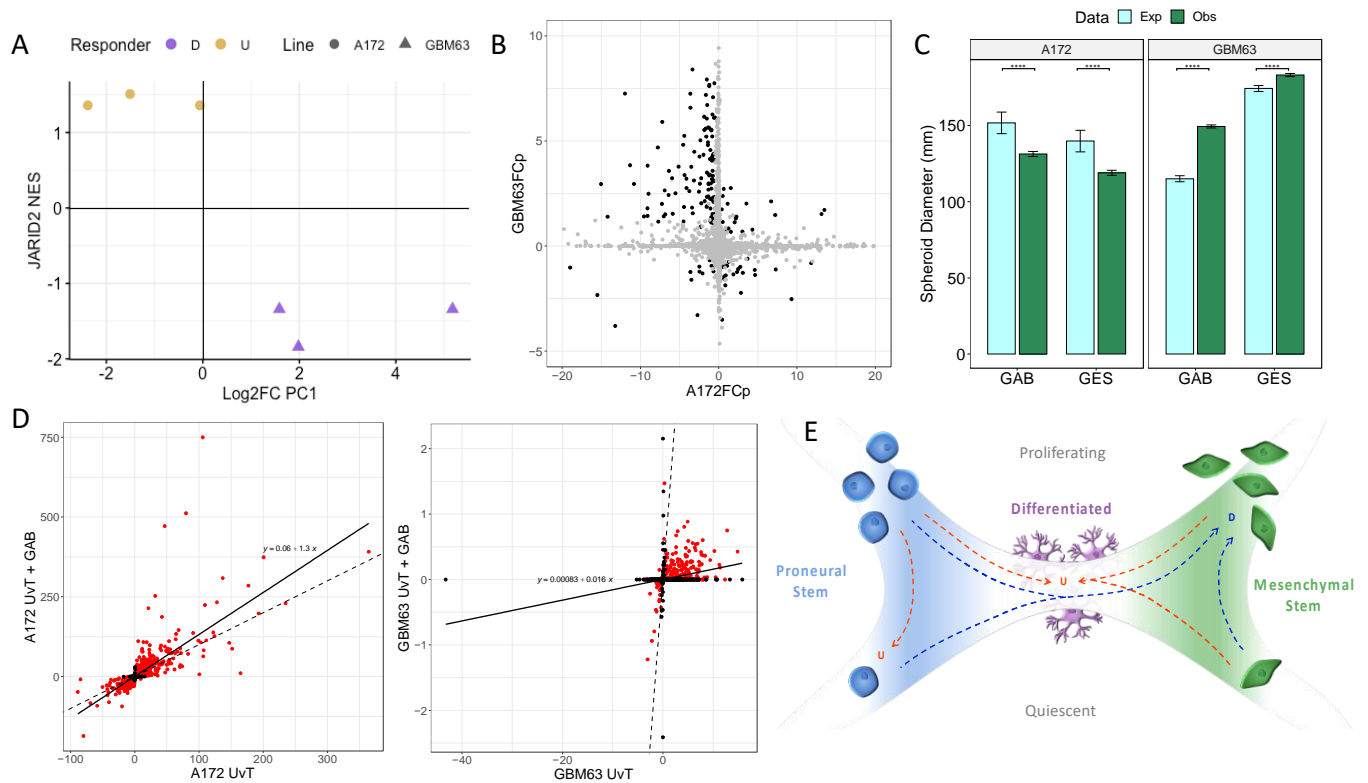 A
Responder D U Line A172 GBM63
JARID2 NES
1
0
-1
-2
-2 0 2 4
Log2FC PC1
B
GBM63FCp
10
5
0
−5
−20 −10 0 10 20
A172FCp
C
Data Exp Obs
A172 GBM63
**** **** **** ****
Spheroid Diameter (mm)
150
100
50
0
GAB GES GAB GES
D
A172 UvT + GAB
750
500
250
0
y = 0.06 + 1.3 x
−100 0 100 200 300
A172 UvT
GBM63 UvT + GAB
2
1
0
−1
−2
y = 0.00083 + 0.016 x
−40 −20 0
GBM63 UvT
E
Proliferating
Differentiated
D
Proneural
Stem
U
Mesenchymal
Stem
U
Quiescent